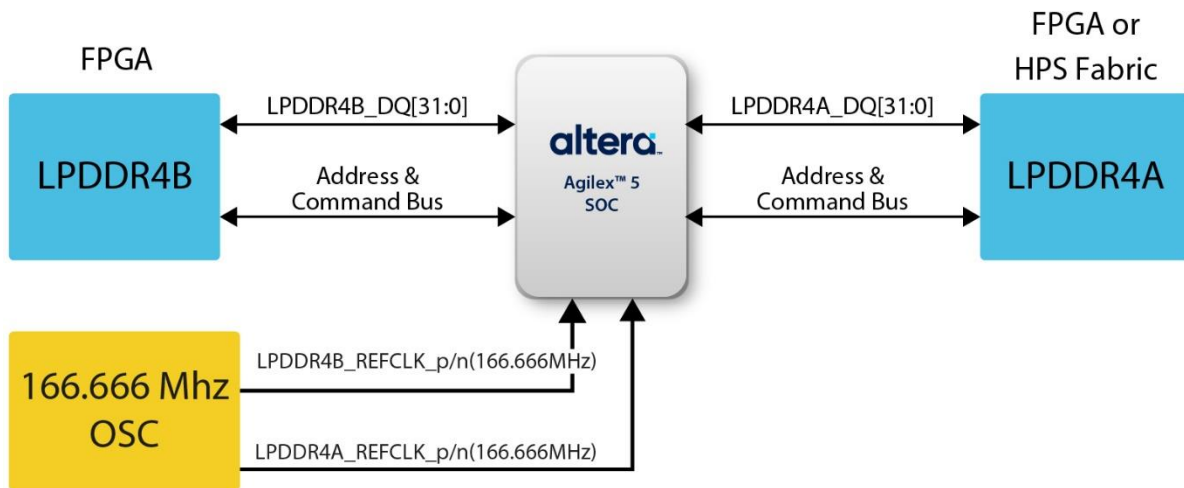 FPGA
LPDDR4B
LPDDR4B_DQ[31:0]
Address &
Command Bus
altera™
Agilex™ 5
SOC
LPDDR4A_DQ[31:0]
Address &
Command Bus
FPGA or
HPS Fabric
LPDDR4A
166.666 Mhz
OSC
LPDDR4B_REFCLK_p/n(166.666MHz)
LPDDR4A_REFCLK_p/n(166.666MHz)